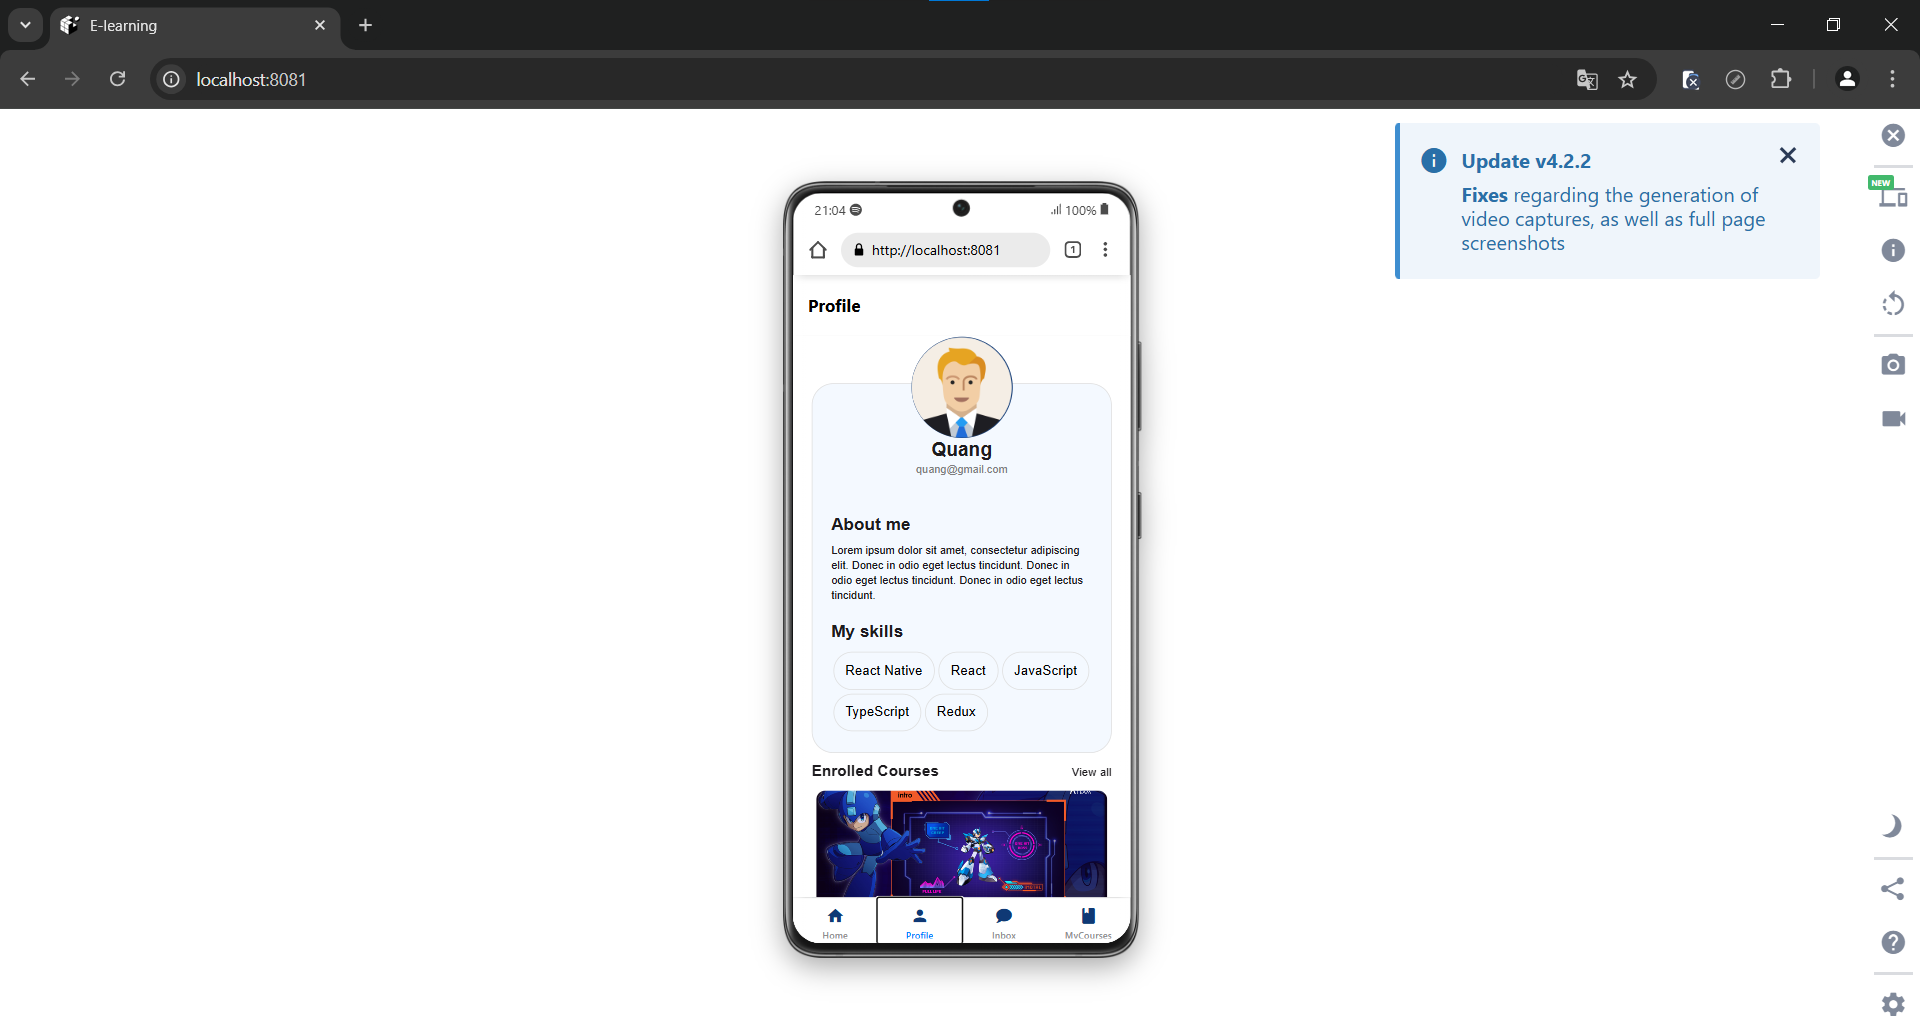 E-learning
localhost:8081
Update v4.2.2
Fixes regarding the generation of
video captures, as well as full page
screenshots
NEW
21:04
100%
http://localhost:8081
1
Profile
Quang
quang@gmail.com
About me
Lorem ipsum dolor sit amet, consectetur adipiscing
elit. Donec in odio eget lectus tincidunt. Donec in
odio eget lectus tincidunt. Donec in odio eget lectus
tincidunt.
My skills
React Native React JavaScript
TypeScript Redux
Enrolled Courses View all
intro
Home Profile Inbox MyCourses